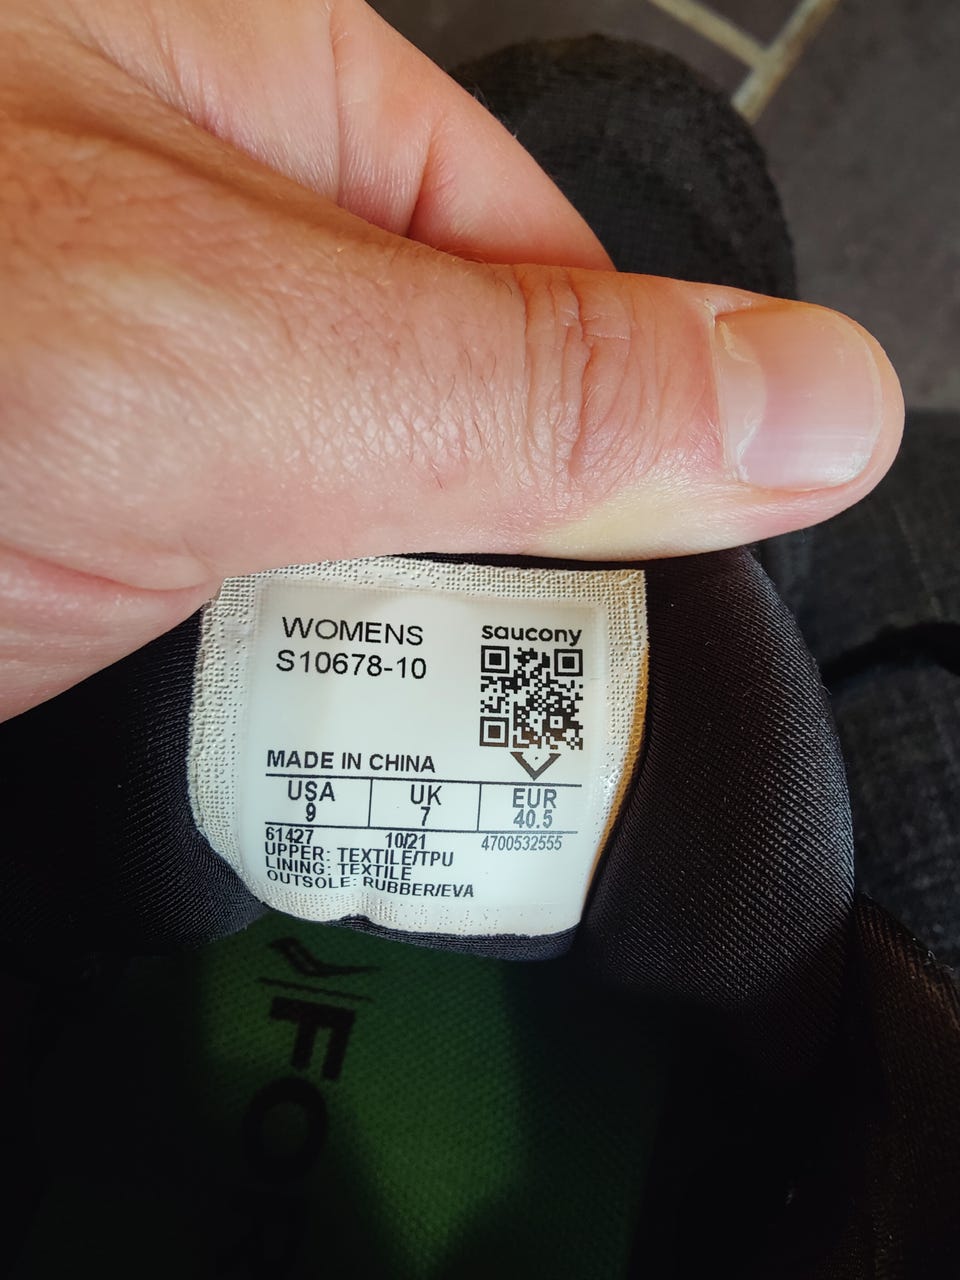 WOMENS
S10678-10
saucony
MADE IN CHINA
USA UK EUR
9 7 40.5
61427 10/21 4700532555
UPPER: TEXTILE/TPU
LINING: TEXTILE
OUTSOLE: RUBBER/EVA